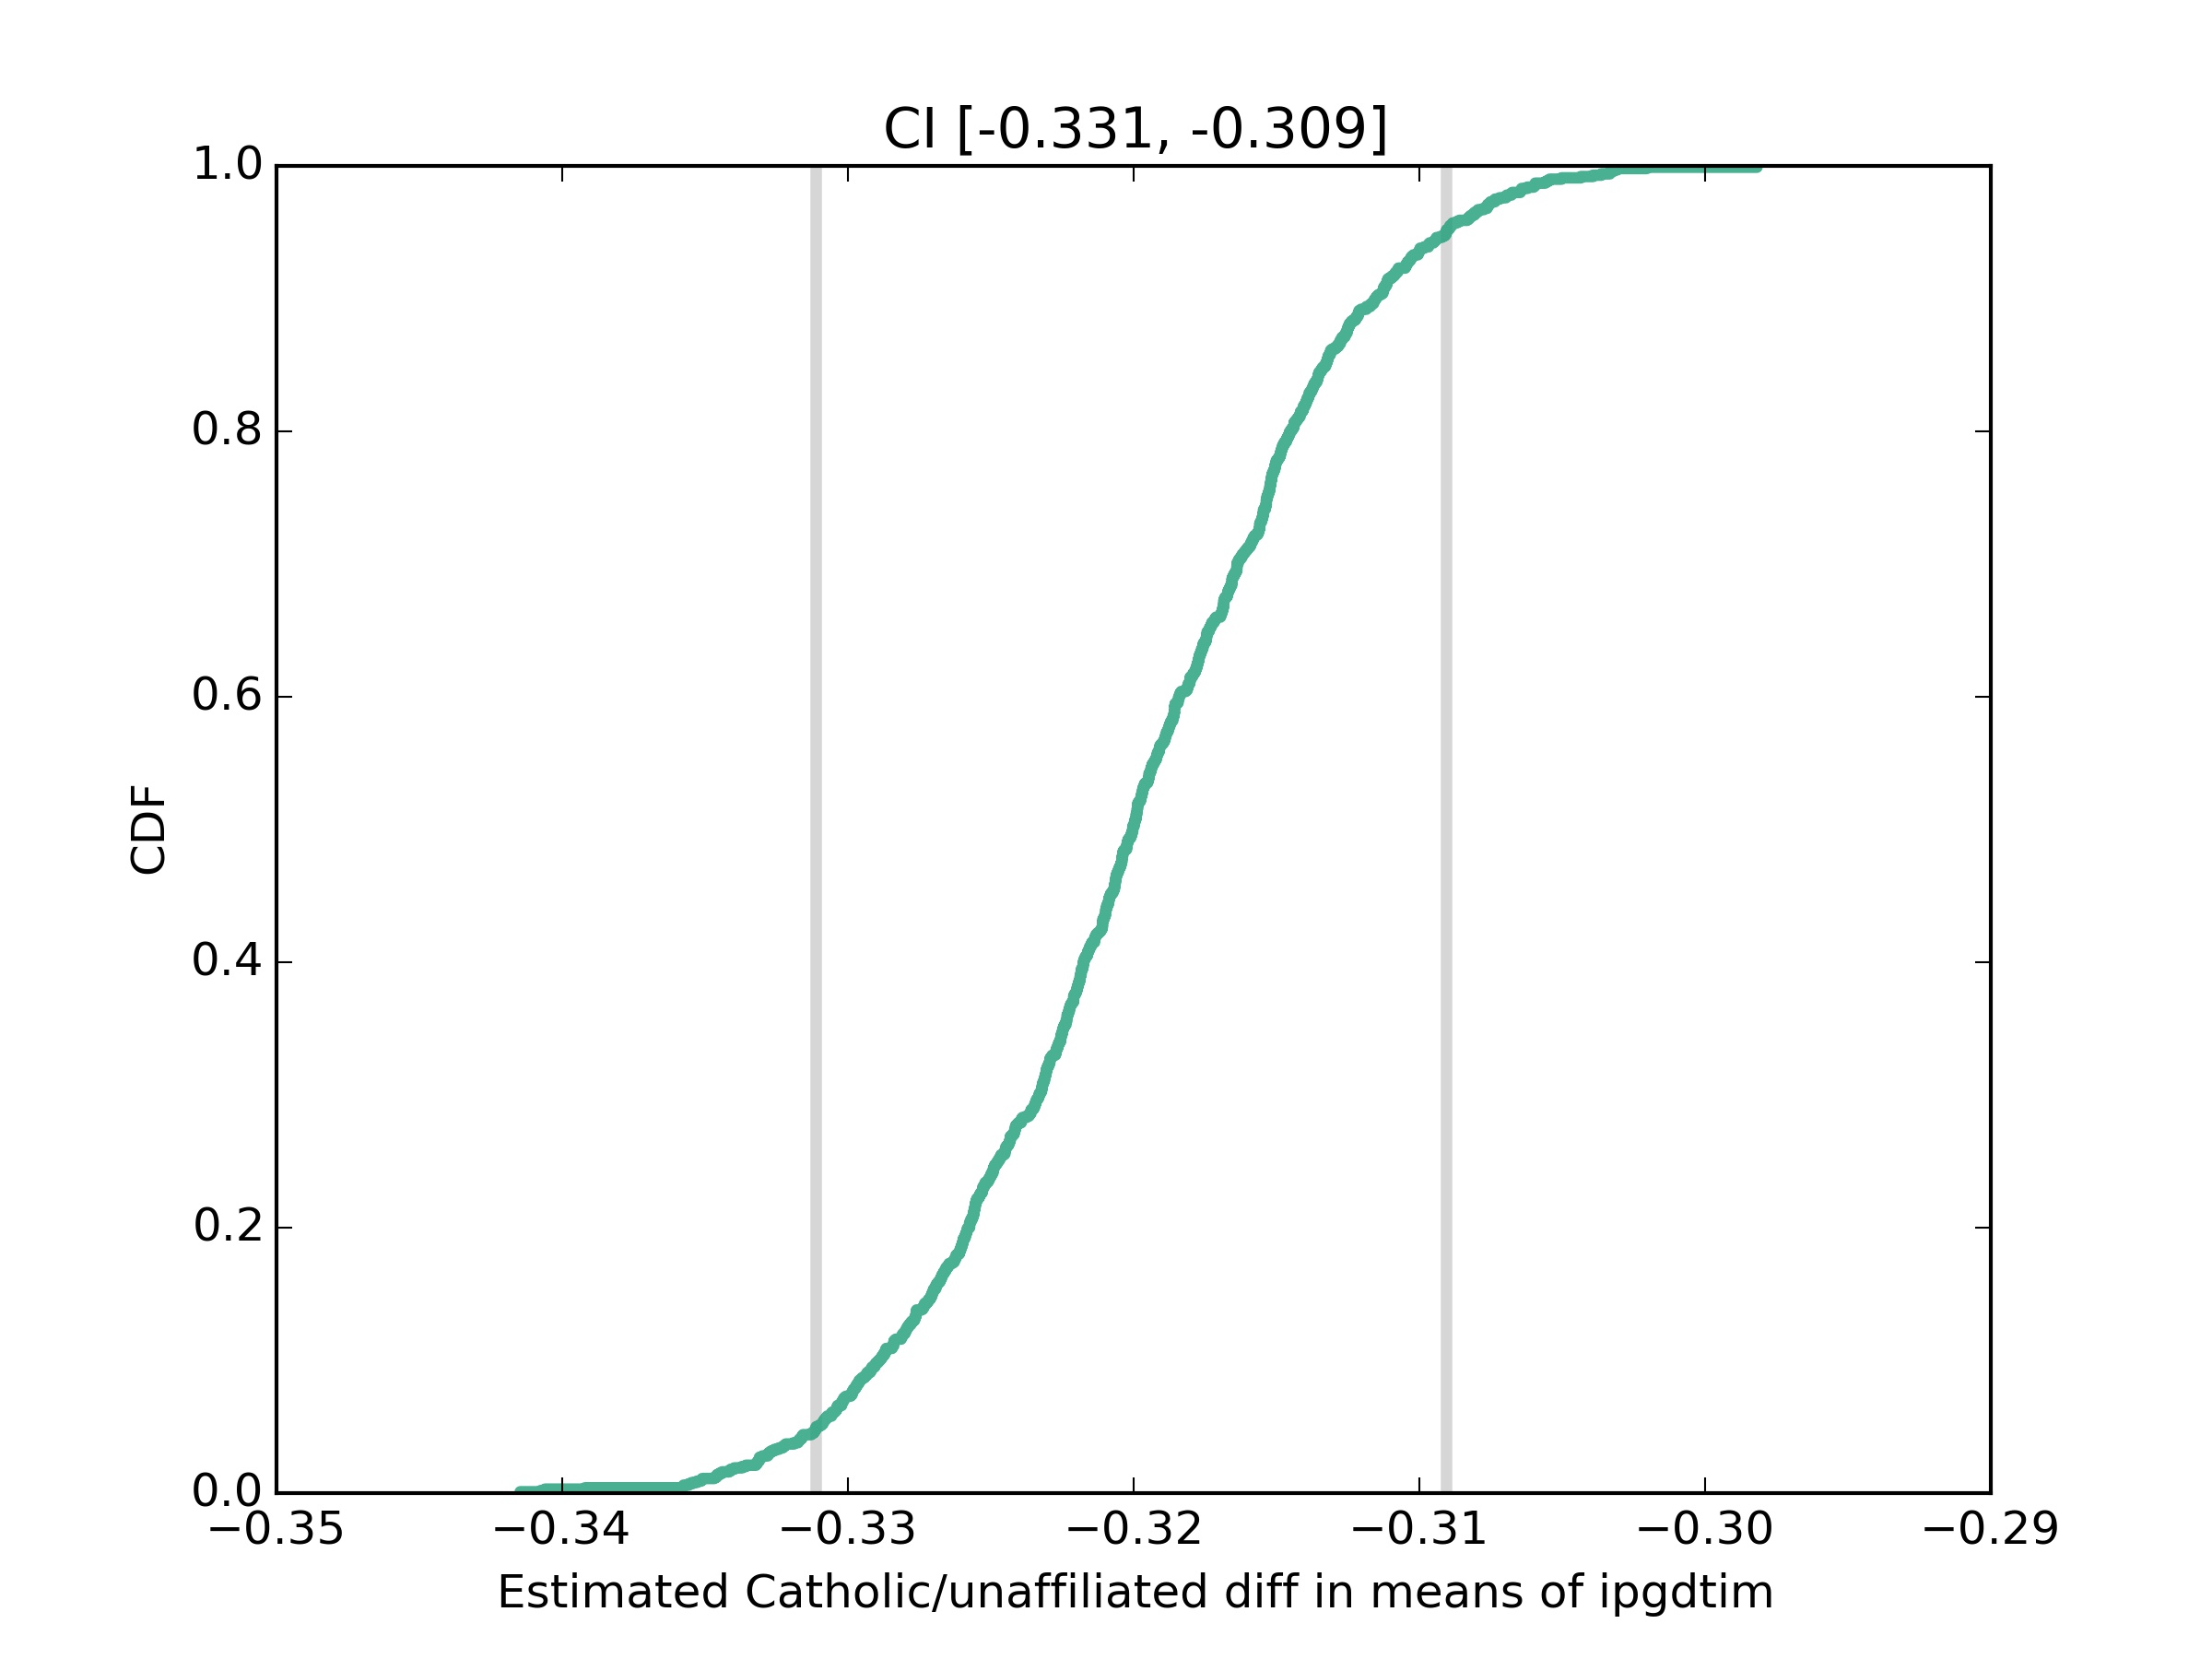 CI [-0.331, -0.309]
1.0
0.8
0.6
0.4
0.2
0.0
CDF
−0.35 −0.34 −0.33 −0.32 −0.31 −0.30 −0.29
Estimated Catholic/unaffiliated diff in means of ipgdtim